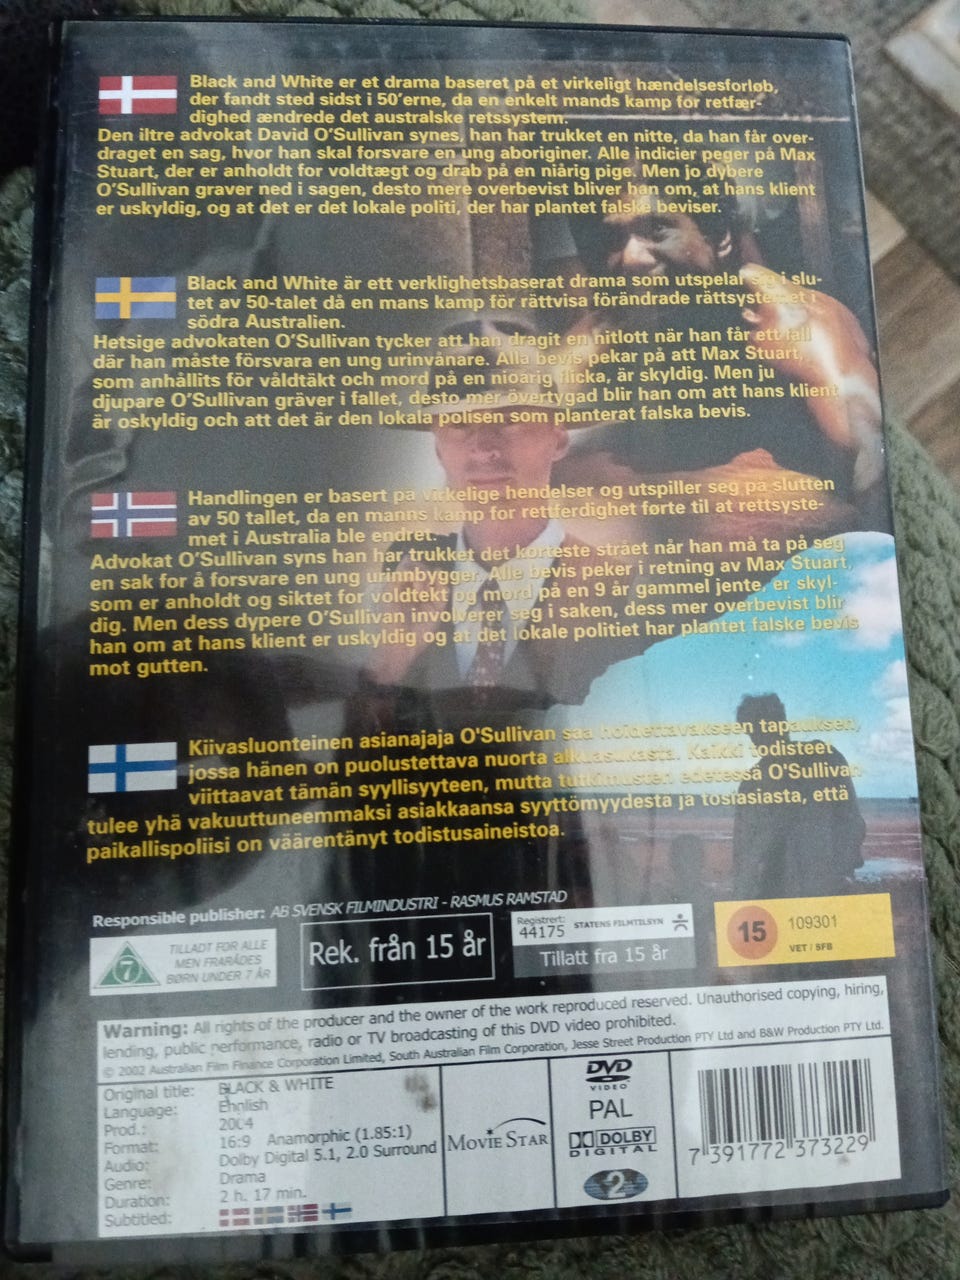 Black and White er et drama baseret på et virkeligt hændelsesforløb,
der fandt sted sidst i 50'erne, da en enkelt mands kamp for retfær-
dighed ændrede det australske retssystem.
Den iltre advokat David O'Sullivan synes, han har trukket en nitte, da han får over-
draget en sag, hvor han skal forsvare en ung aboriginer. Alle indicier peger på Max
Stuart, der er anholdt for voldtægt og drab på en niårig pige. Men jo dybere
O'Sullivan graver ned i sagen, desto mere overbevist bliver han om, at hans klient
er uskyldig, og at det er det lokale politi, der har plantet falske beviser.
Black and White är ett verklighetsbaserat drama som utspelar sig i slu-
tet av 50-talet då en mans kamp för rättvisa förändrade rättsystemet i
södra Australien.
Hetsige advokaten O'Sullivan tycker att han dragit en nitlott när han får ett fall
där han måste försvara en ung urinvånare. Alla bevis pekar på att Max Stuart,
som anhållits för våldtäkt och mord på en nioårig flicka, är skyldig. Men ju
djupare O'Sullivan gräver i fallet, desto mer övertygad blir han om att hans klient
är oskyldig och att det är den lokala polisen som planterat falska bevis.
Handlingen er basert på virkelige hendelser og utspiller seg på slutten
av 50 tallet, da en manns kamp for rettferdighet førte til at rettsyste-
met i Australia ble endret.
Advokat O'Sullivan syns han har trukket det korteste strået når han må ta på seg
en sak for å forsvare en ung urinnbygger. Alle bevis peker i retning av Max Stuart,
som er anholdt og siktet for voldtekt og mord på en 9 år gammel jente, er skyl-
dig. Men dess dypere O'Sullivan involverer seg i saken, dess mer overbevist blir
han om at hans klient er uskyldig og at det lokale politiet har plantet falske bevis
mot gutten.
Kiivasluonteinen asianajaja O'Sullivan saa hoidettavakseen tapauksen,
jossa hänen on puolustettava nuorta alkuasukasta. Kaikki todisteet
viittaavat tämän syyllisyyteen, mutta tutkimusten edetessä O'Sullivan
tulee yhä vakuuttuneemmaksi asiakkaansa syyttömyydestä ja tosiasiasta, että
paikallispoliisi on väärentänyt todistusaineistoa.
Responsible publisher: AB SVENSK FILMINDUSTRI - RASMUS RAMSTAD
7
TILLADT FOR ALLE
MEN FRARÅDES
BØRN UNDER 7 ÅR
Rek. från 15 år
Registrert:
44175 STATENS FILMTILSYN
Tillatt fra 15 år
15 109301
VET / SFB
Warning: All rights of the producer and the owner of the work reproduced reserved. Unauthorised copying, hiring,
lending, public performance, radio or TV broadcasting of this DVD video prohibited.
© 2002 Australian Film Finance Corporation Limited, South Australian Film Corporation, Jesse Street Production PTY Ltd and B&W Production PTY Ltd.
Original title: BLACK & WHITE
Language: English
Prod.: 2004
Format: 16:9 Anamorphic (1.85:1)
Audio: Dolby Digital 5.1, 2.0 Surround
Genre: Drama
Duration: 2 h. 17 min.
Subtitled:
MOVIE STAR
DVD
VIDEO
PAL
DOLBY
DIGITAL
2
7 391772 373229